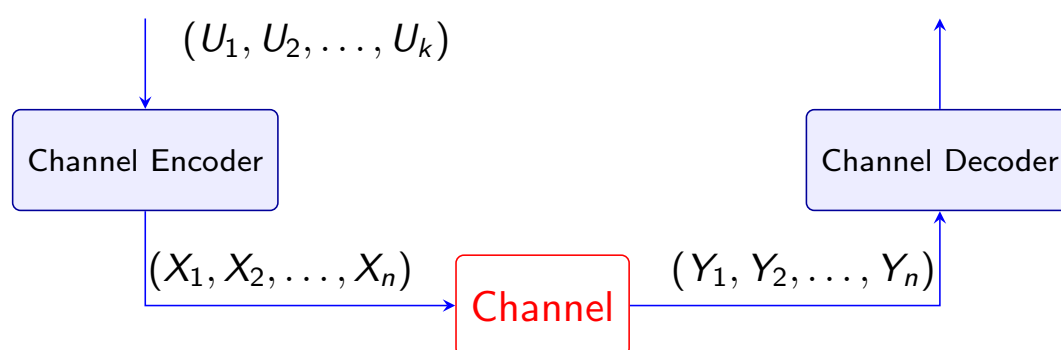 (U₁, U₂, . . . , Uₖ)
Channel Encoder
Channel Decoder
(X₁, X₂, . . . , Xₙ)
(Y₁, Y₂, . . . , Yₙ)
Channel